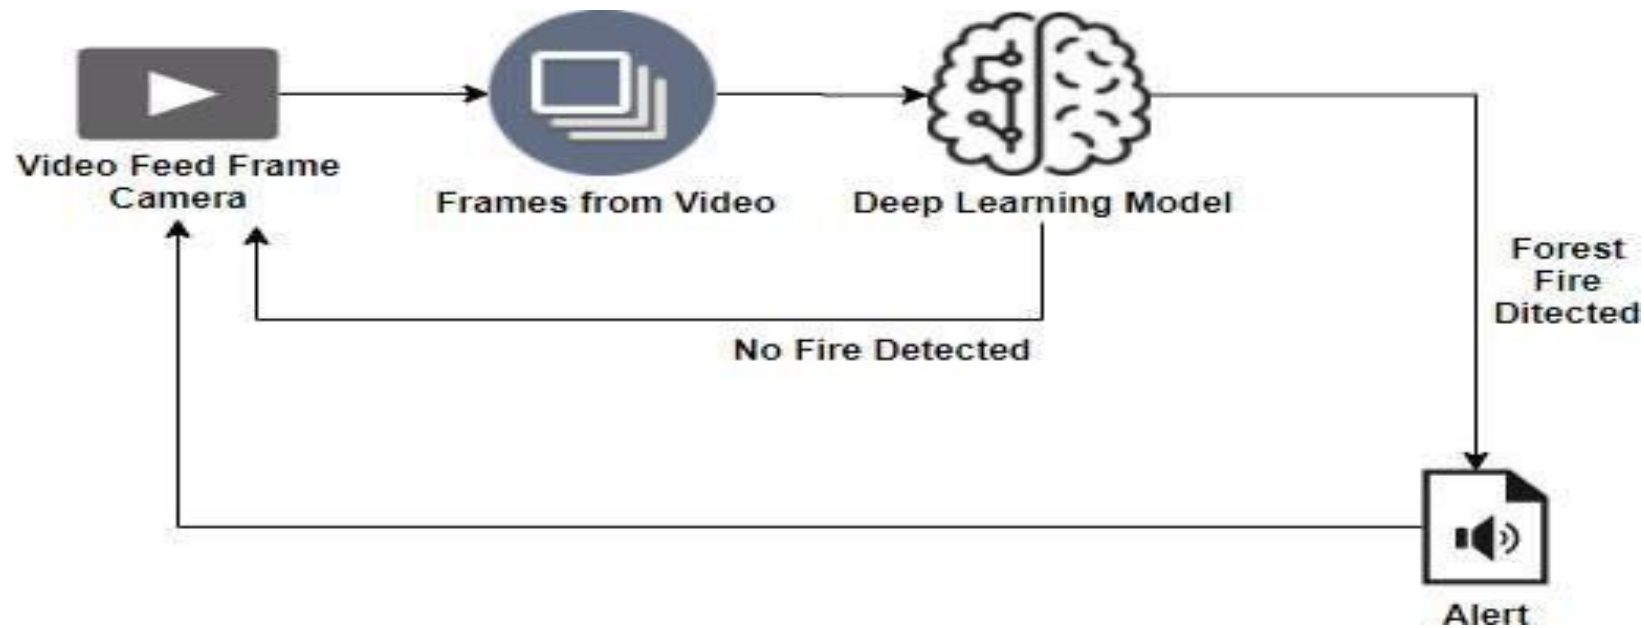 Video Feed Frame
Camera
Frames from Video
Deep Learning Model
Forest
Fire
Ditected
No Fire Detected
Alert